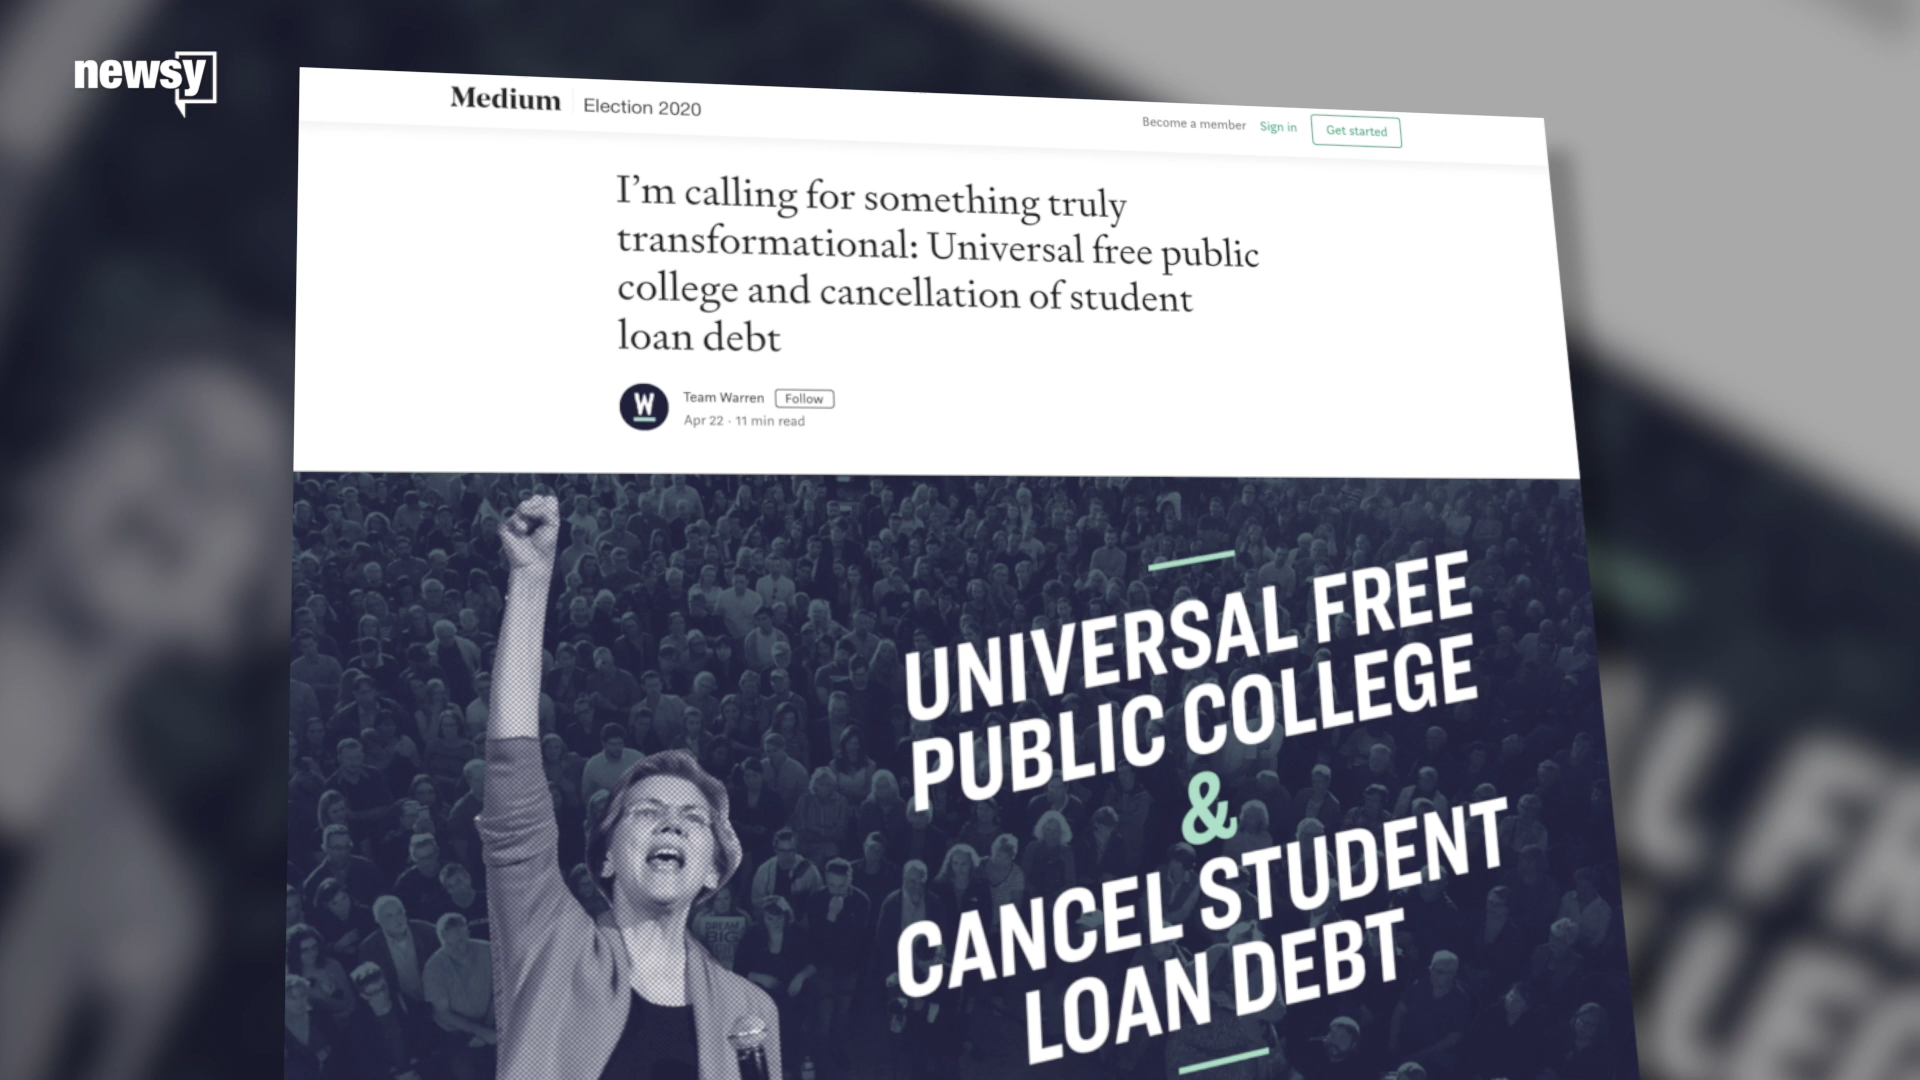 newsy
Medium | Election 2020
Become a member Sign in Get started
I’m calling for something truly
transformational: Universal free public
college and cancellation of student
loan debt
W
Team Warren Follow
Apr 22 · 11 min read
UNIVERSAL FREE
PUBLIC COLLEGE
&
CANCEL STUDENT
LOAN DEBT
DREAM
BIG